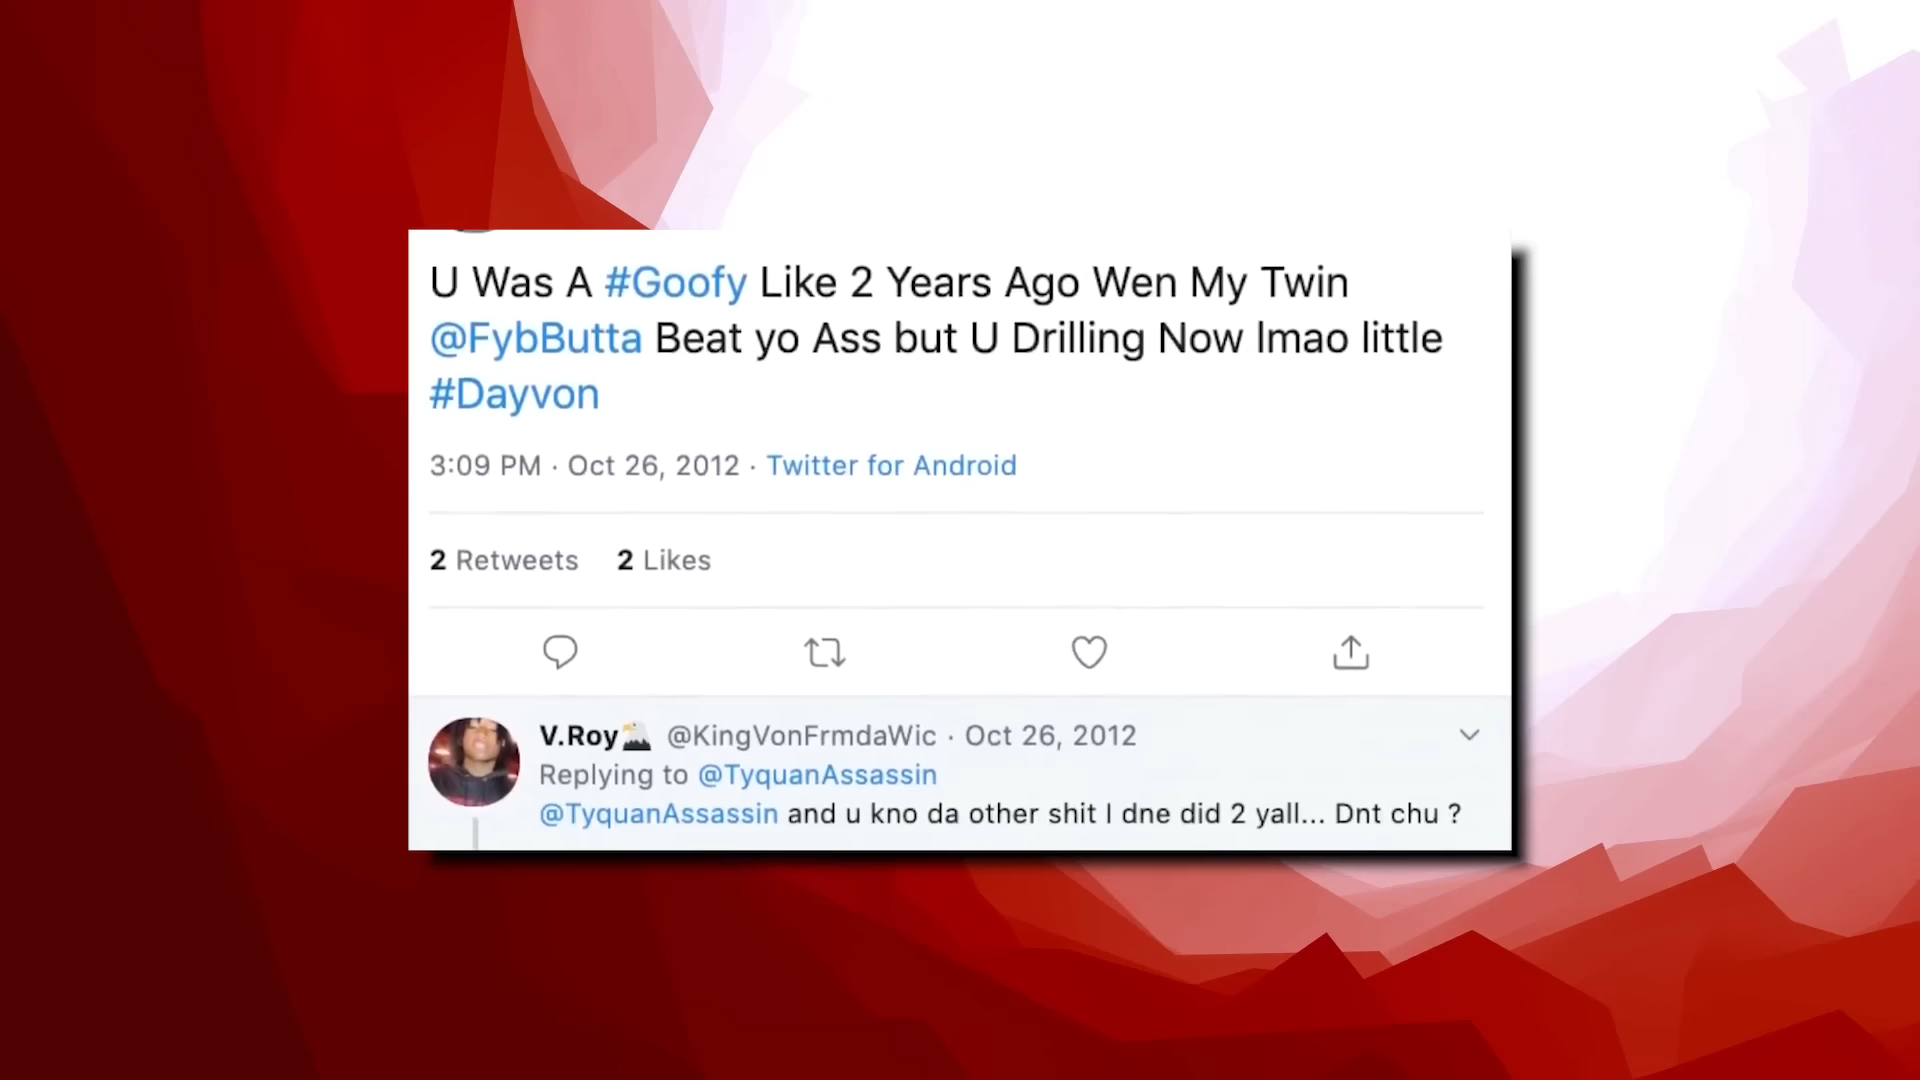 U Was A #Goofy Like 2 Years Ago Wen My Twin
@FybButta Beat yo Ass but U Drilling Now lmao little
#Dayvon
3:09 PM · Oct 26, 2012 · Twitter for Android
2 Retweets 2 Likes
V.Roy🦅 @KingVonFrmdaWic · Oct 26, 2012
Replying to @TyquanAssassin
@TyquanAssassin and u kno da other shit I dne did 2 yall... Dnt chu ?